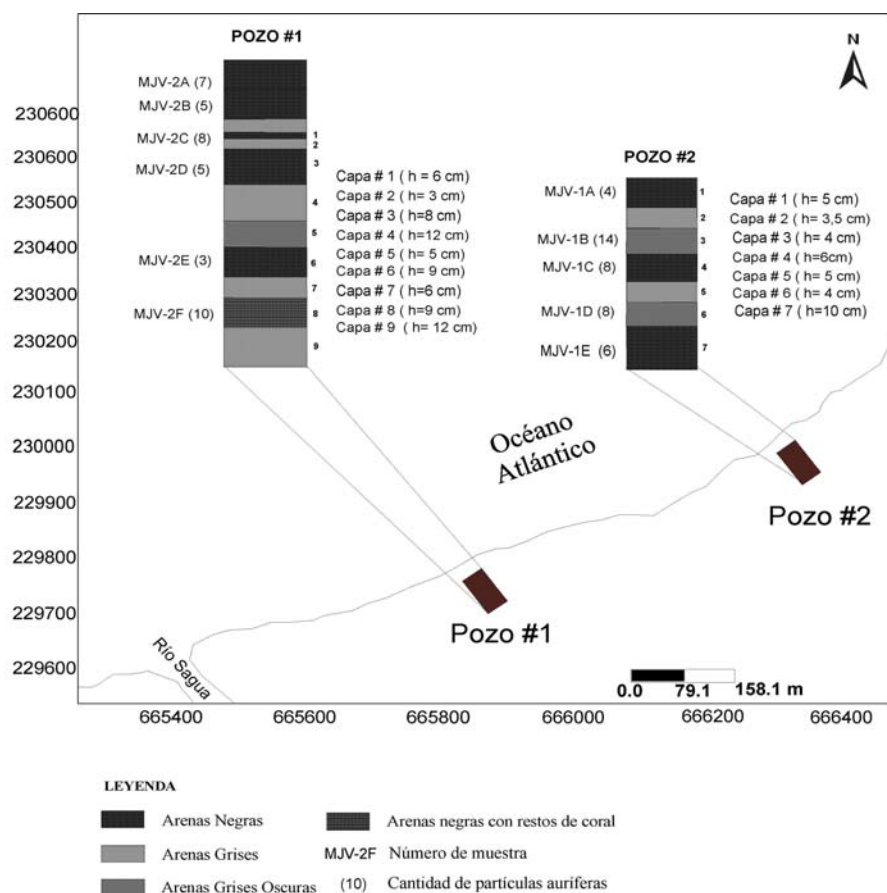 POZO #1
N
MJV-2A (7)
MJV-2B (5)
MJV-2C (8)
MJV-2D (5)
MJV-2E (3)
MJV-2F (10)
1
2
3
4
5
6
7
8
9
Capa # 1 ( h = 6 cm)
Capa # 2 ( h= 3 cm)
Capa # 3 ( h=8 cm)
Capa # 4 ( h=12 cm)
Capa # 5 ( h= 5 cm)
Capa # 6 ( h= 9 cm)
Capa # 7 ( h=6 cm)
Capa # 8 ( h=9 cm)
Capa # 9 ( h= 12 cm)
POZO #2
MJV-1A (4)
MJV-1B (14)
MJV-1C (8)
MJV-1D (8)
MJV-1E (6)
1
2
3
4
5
6
7
Capa # 1 ( h= 5 cm)
Capa # 2 ( h= 3,5 cm)
Capa # 3 ( h= 4 cm)
Capa # 4 ( h=6cm)
Capa # 5 ( h= 5 cm)
Capa # 6 ( h= 4 cm)
Capa # 7 ( h=10 cm)
230600
230600
230500
230400
230300
230200
230100
230000
229900
229800
229700
229600
Océano
Atlántico
Pozo #2
Pozo #1
Río Sagua
0.0 79.1 158.1 m
665400 665600 665800 666000 666200 666400
LEYENDA
Arenas Negras
Arenas Grises
Arenas Grises Oscuras
Arenas negras con restos de coral
MJV-2F Número de muestra
(10) Cantidad de partículas auríferas